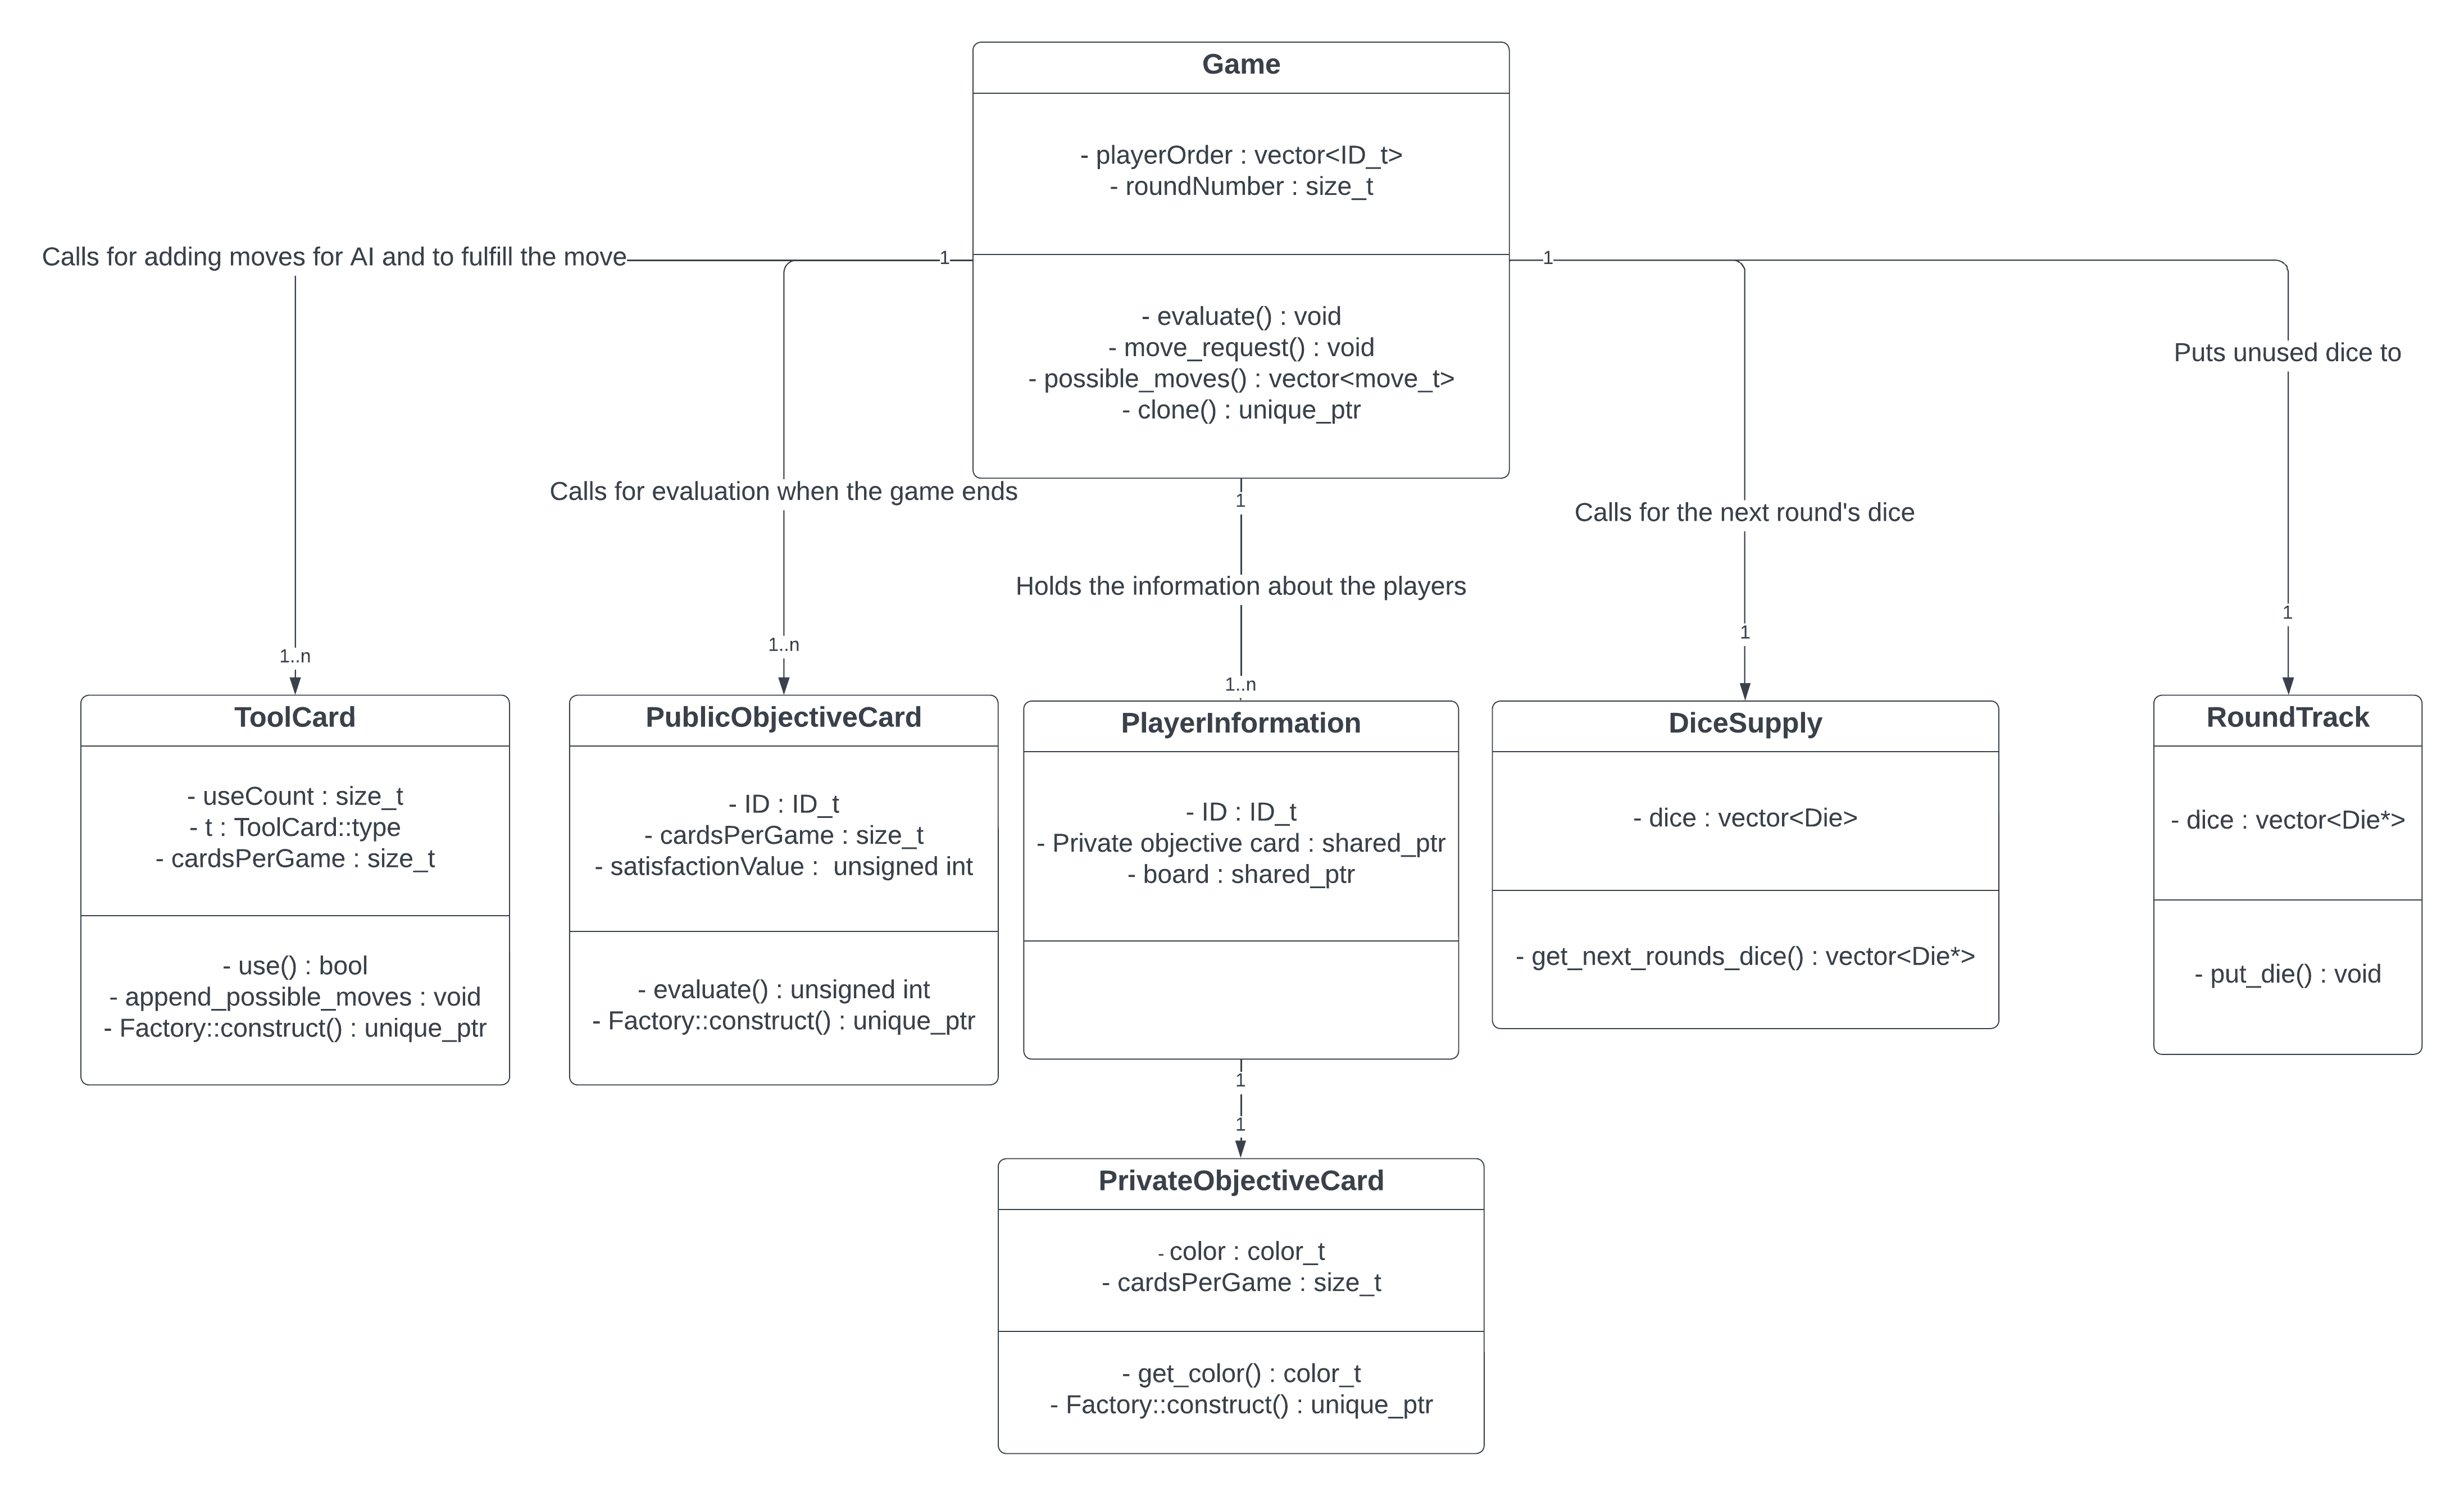 Game
- playerOrder : vector<ID_t>
- roundNumber : size_t
- evaluate() : void
- move_request() : void
- possible_moves() : vector<move_t>
- clone() : unique_ptr
Calls for adding moves for AI and to fulfill the move
1
1
Puts unused dice to
Calls for evaluation when the game ends
1
Calls for the next round's dice
Holds the information about the players
1..n
1..n
1..n
1
1
ToolCard
- useCount : size_t
- t : ToolCard::type
- cardsPerGame : size_t
- use() : bool
- append_possible_moves : void
- Factory::construct() : unique_ptr
PublicObjectiveCard
- ID : ID_t
- cardsPerGame : size_t
- satisfactionValue :  unsigned int
- evaluate() : unsigned int
- Factory::construct() : unique_ptr
PlayerInformation
- ID : ID_t
- Private objective card : shared_ptr
- board : shared_ptr
DiceSupply
- dice : vector<Die>
- get_next_rounds_dice() : vector<Die*>
RoundTrack
- dice : vector<Die*>
- put_die() : void
1
1
PrivateObjectiveCard
- color : color_t
- cardsPerGame : size_t
- get_color() : color_t
- Factory::construct() : unique_ptr